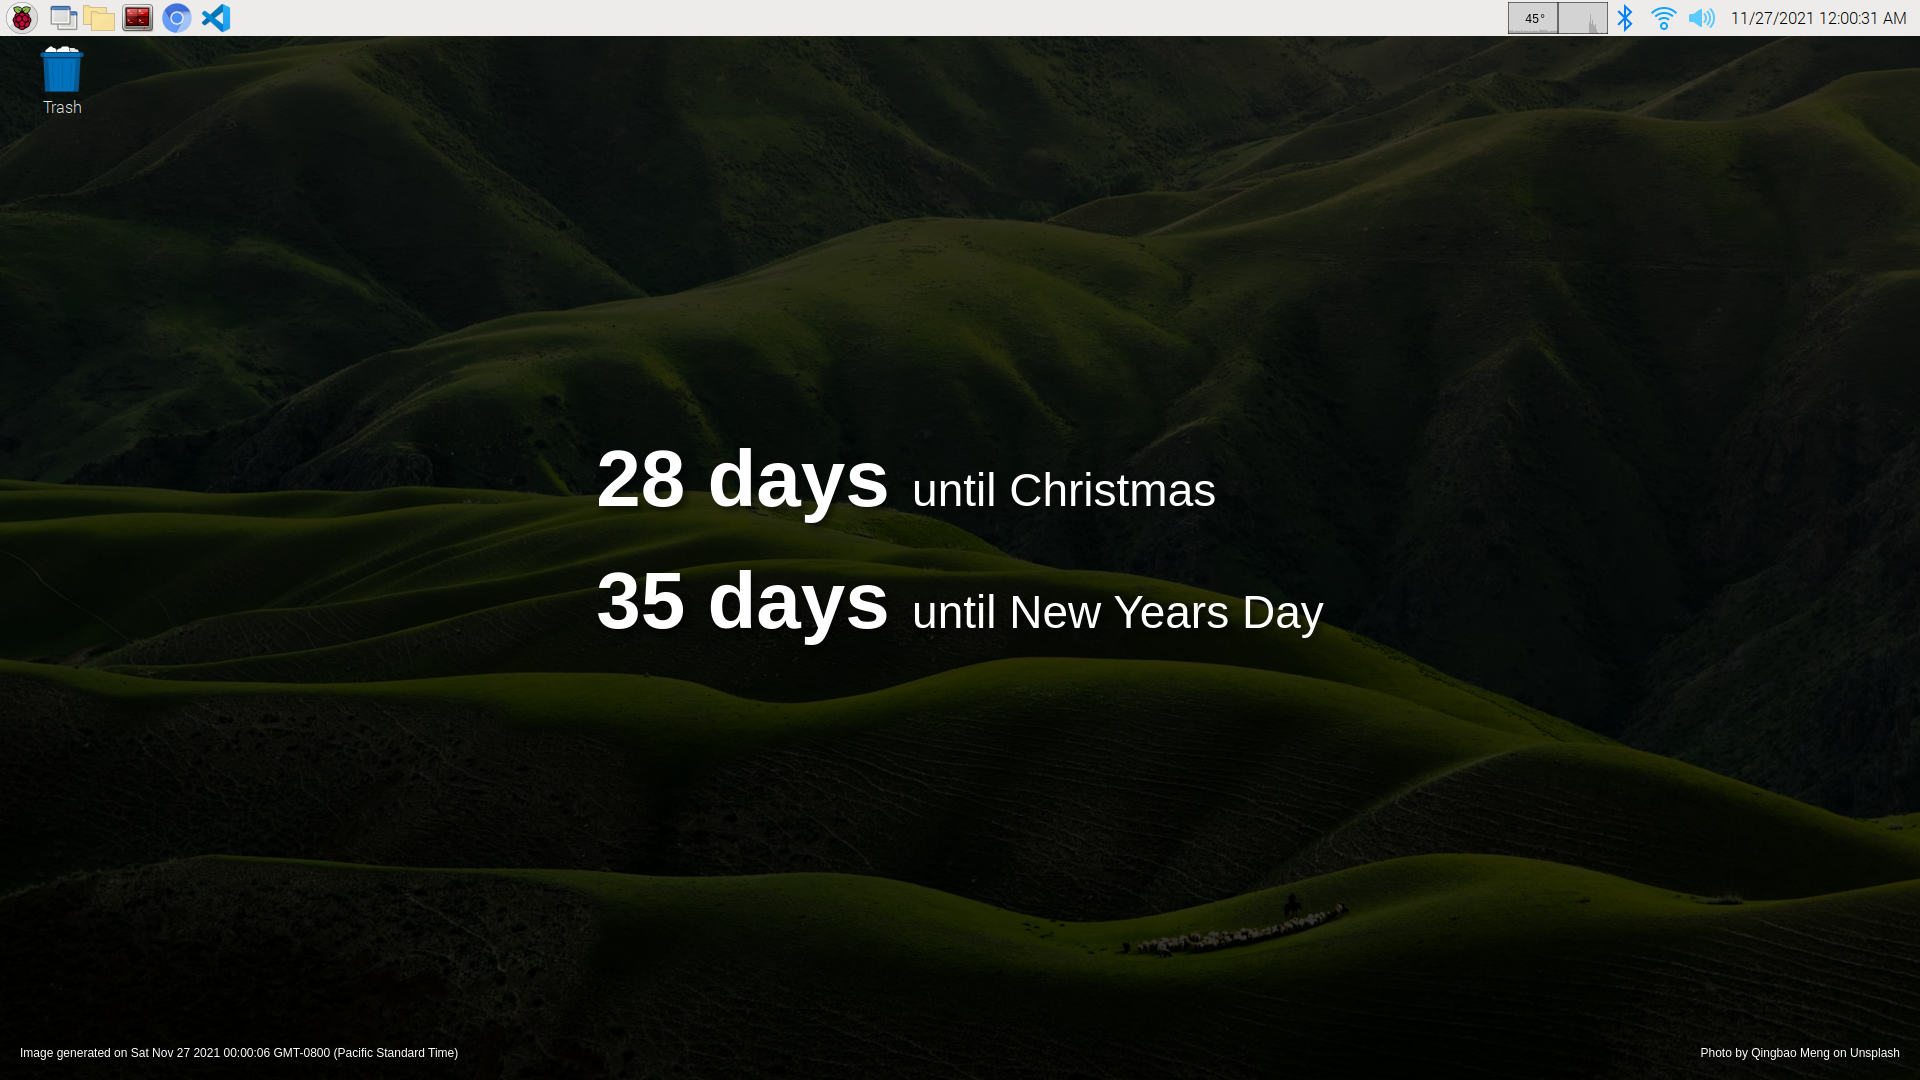 45°
11/27/2021 12:00:31 AM
Trash
28 days until Christmas
35 days until New Years Day
Image generated on Sat Nov 27 2021 00:00:06 GMT-0800 (Pacific Standard Time)
Photo by Qingbao Meng on Unsplash